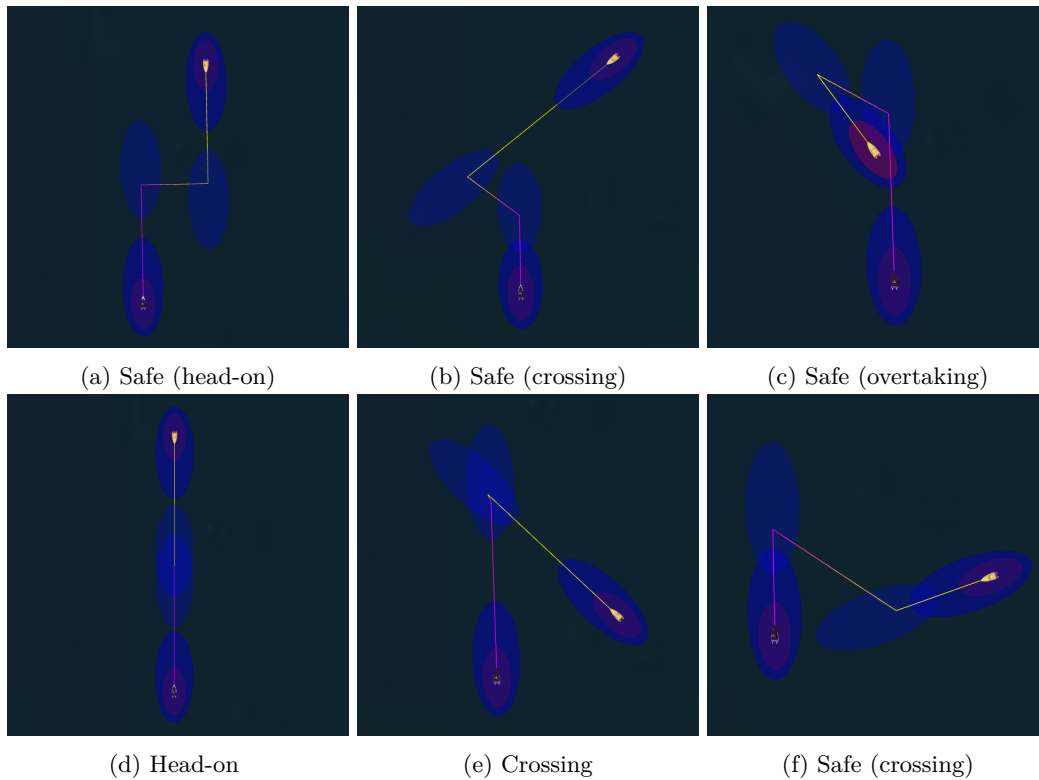 (a) Safe (head-on)
(b) Safe (crossing)
(c) Safe (overtaking)
(d) Head-on
(e) Crossing
(f) Safe (crossing)